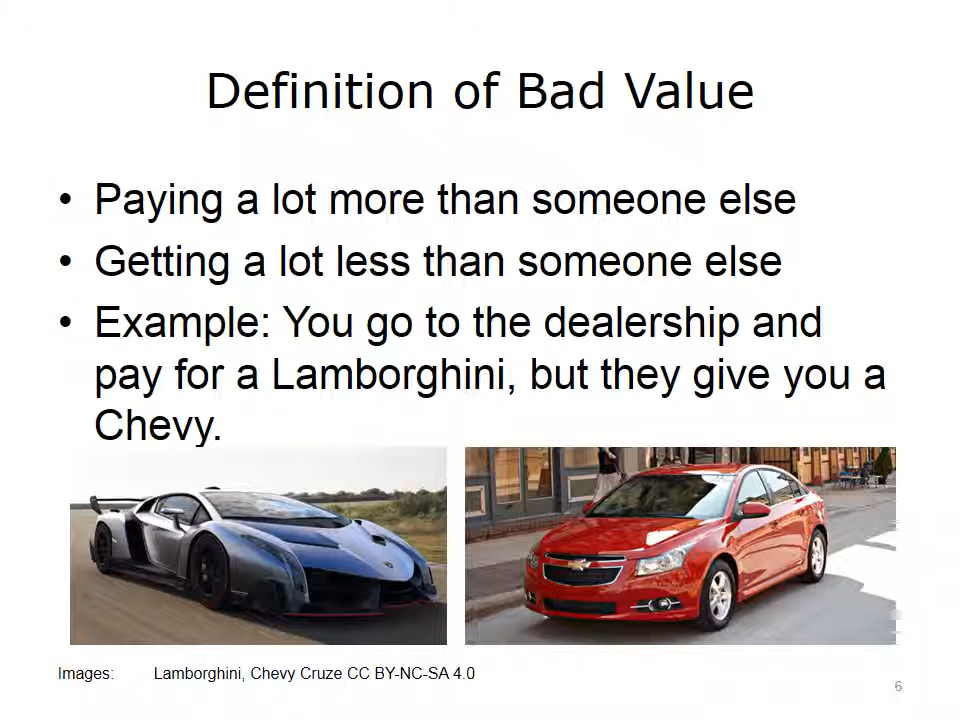 Definition of Bad Value
• Paying a lot more than someone else
• Getting a lot less than someone else
• Example: You go to the dealership and
pay for a Lamborghini, but they give you a
Chevy.
Images: Lamborghini, Chevy Cruze CC BY-NC-SA 4.0
6